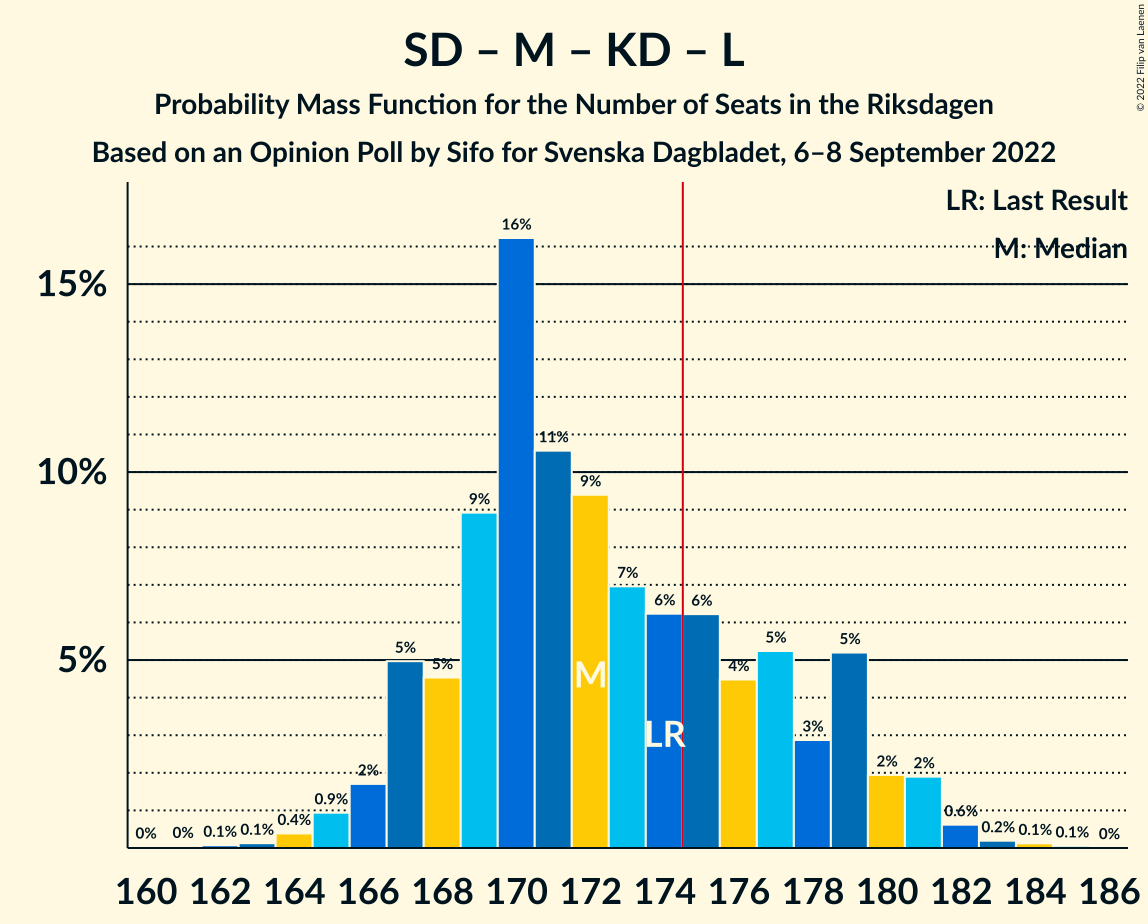 SD – M – KD – L
Probability Mass Function for the Number of Seats in the Riksdagen
Based on an Opinion Poll by Sifo for Svenska Dagbladet, 6–8 September 2022
© 2022 Filip van Laenen
LR: Last Result
M: Median
15%
10%
5%
0% 0% 0.1% 0.1% 0.4% 0.9% 2% 5% 5% 9% 16% 11% 9% 7% 6% 6% 4% 5% 3% 5% 2% 2% 0.6% 0.2% 0.1% 0.1% 0%
M
LR
160 162 164 166 168 170 172 174 176 178 180 182 184 186